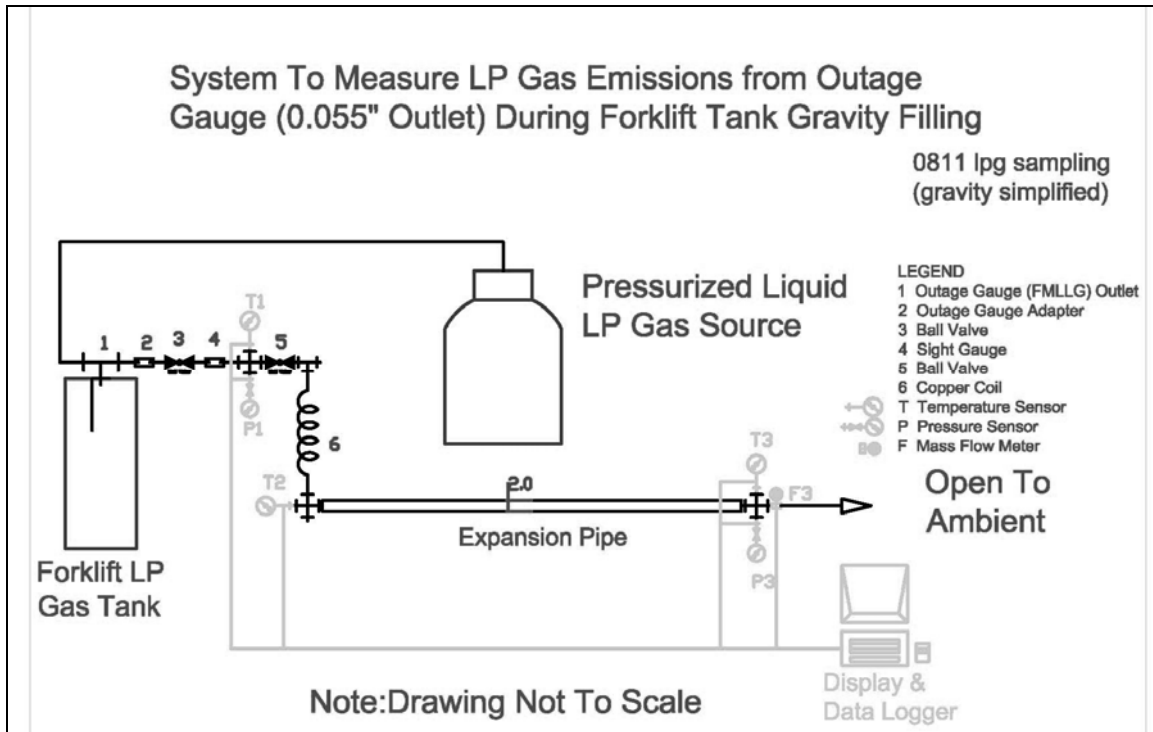 System To Measure LP Gas Emissions from Outage
Gauge (0.055" Outlet) During Forklift Tank Gravity Filling
0811 lpg sampling
(gravity simplified)
Pressurized Liquid
LP Gas Source
LEGEND
1 Outage Gauge (FMLLG) Outlet
2 Outage Gauge Adapter
3 Ball Valve
4 Sight Gauge
5 Ball Valve
6 Copper Coil
T Temperature Sensor
P Pressure Sensor
F Mass Flow Meter
T1
1 2 3 4 5
P1
6
T2
2.0
T3
F3
P3
Expansion Pipe
Open To
Ambient
Forklift LP
Gas Tank
Display &
Data Logger
Note:Drawing Not To Scale